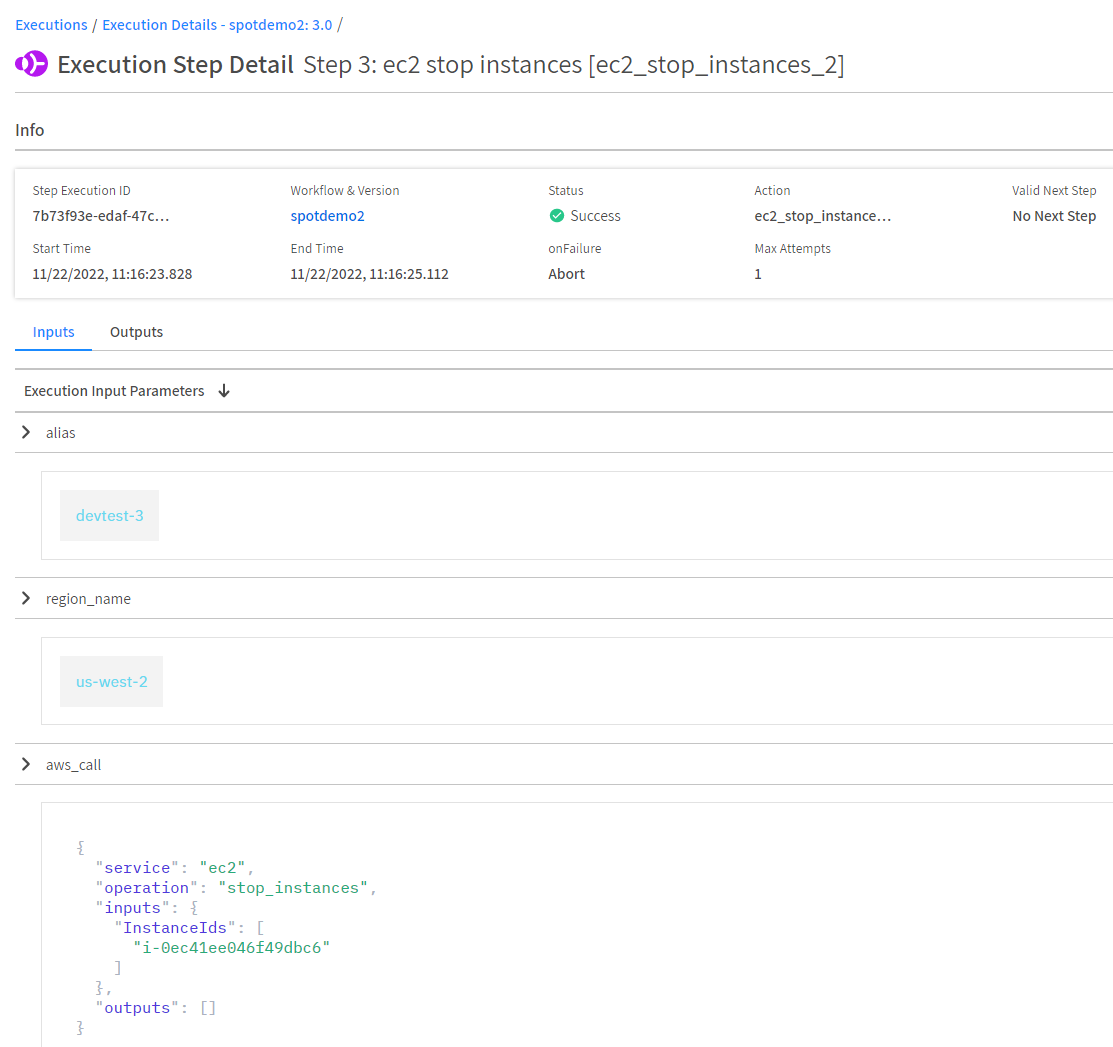 Executions / Execution Details - spotdemo2: 3.0 /
Execution Step Detail Step 3: ec2 stop instances [ec2_stop_instances_2]
Info
Step Execution ID Workflow & Version Status Action Valid Next Step
7b73f93e-edaf-47c… spotdemo2 Success ec2_stop_instance… No Next Step
Start Time End Time onFailure Max Attempts
11/22/2022, 11:16:23.828 11/22/2022, 11:16:25.112 Abort 1
Inputs Outputs
Execution Input Parameters
alias
devtest-3
region_name
us-west-2
aws_call
{
"service": "ec2",
"operation": "stop_instances",
"inputs": {
"InstanceIds": [
"i-0ec41ee046f49dbc6"
]
},
"outputs": []
}